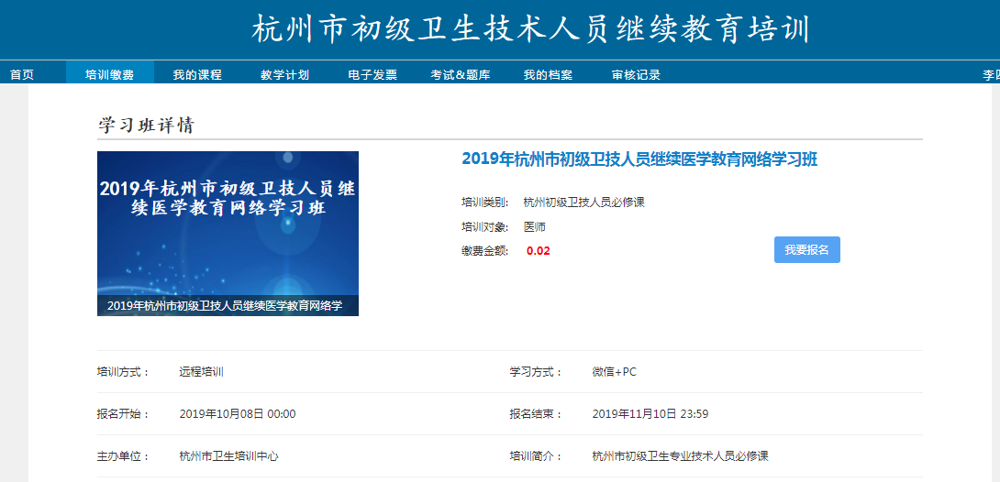 杭州市初级卫生技术人员继续教育培训
首页 培训缴费 我的课程 教学计划 电子发票 考试&题库 我的档案 审核记录 李四
学习班详情
2019年杭州市初级卫技人员继
续医学教育网络学习班
2019年杭州市初级卫技人员继续医学教育网络学
2019年杭州市初级卫技人员继续医学教育网络学习班
培训类别: 杭州初级卫技人员必修课
培训对象: 医师
缴费金额: 0.02
我要报名
培训方式： 远程培训 学习方式： 微信+PC
报名开始： 2019年10月08日 00:00 报名结束： 2019年11月10日 23:59
主办单位： 杭州市卫生培训中心 培训简介： 杭州市初级卫生专业技术人员必修课